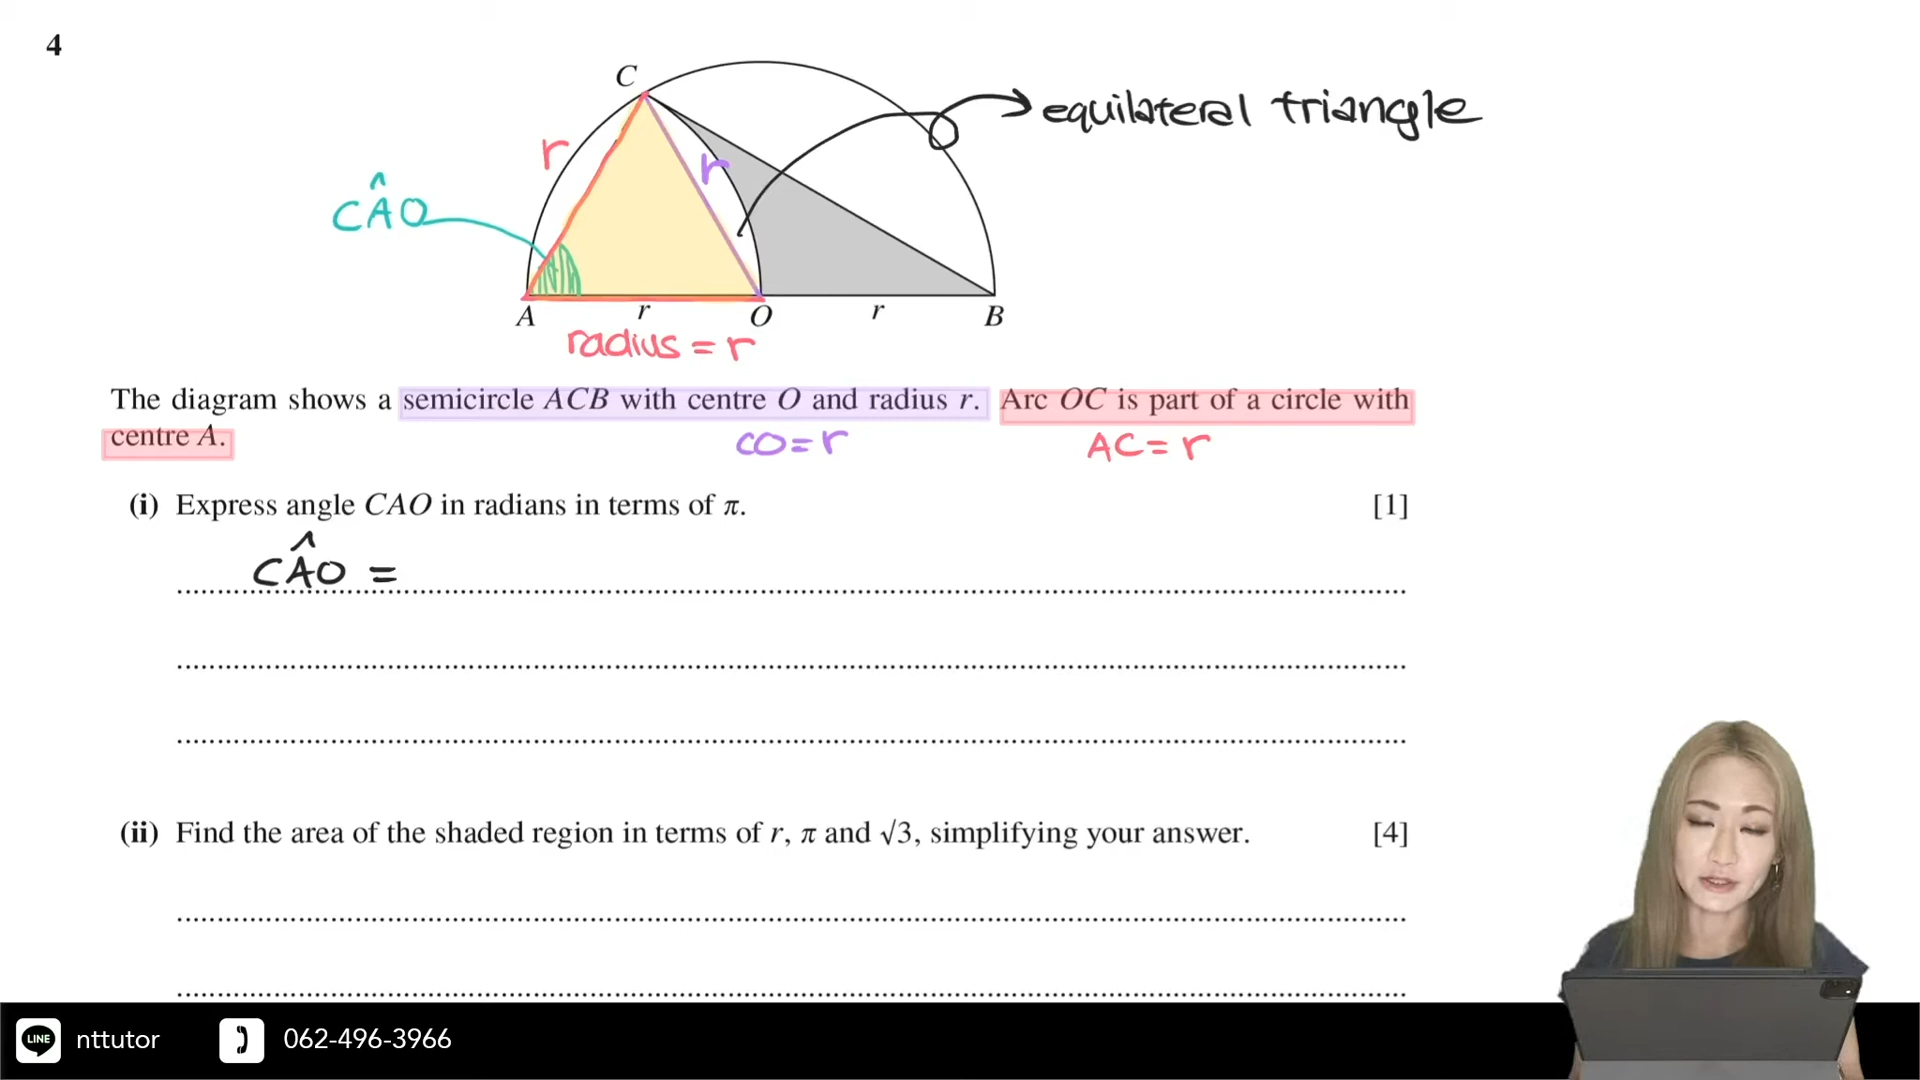 4
C
equilateral triangle
r
r
CÂO
A
r
O
r
B
radius = r
The diagram shows a semicircle ACB with centre O and radius r. Arc OC is part of a circle with
centre A.
CO = r
AC = r
(i) Express angle CAO in radians in terms of π. [1]
CÂO =
(ii) Find the area of the shaded region in terms of r, π and √3, simplifying your answer. [4]
LINE nttutor 062-496-3966